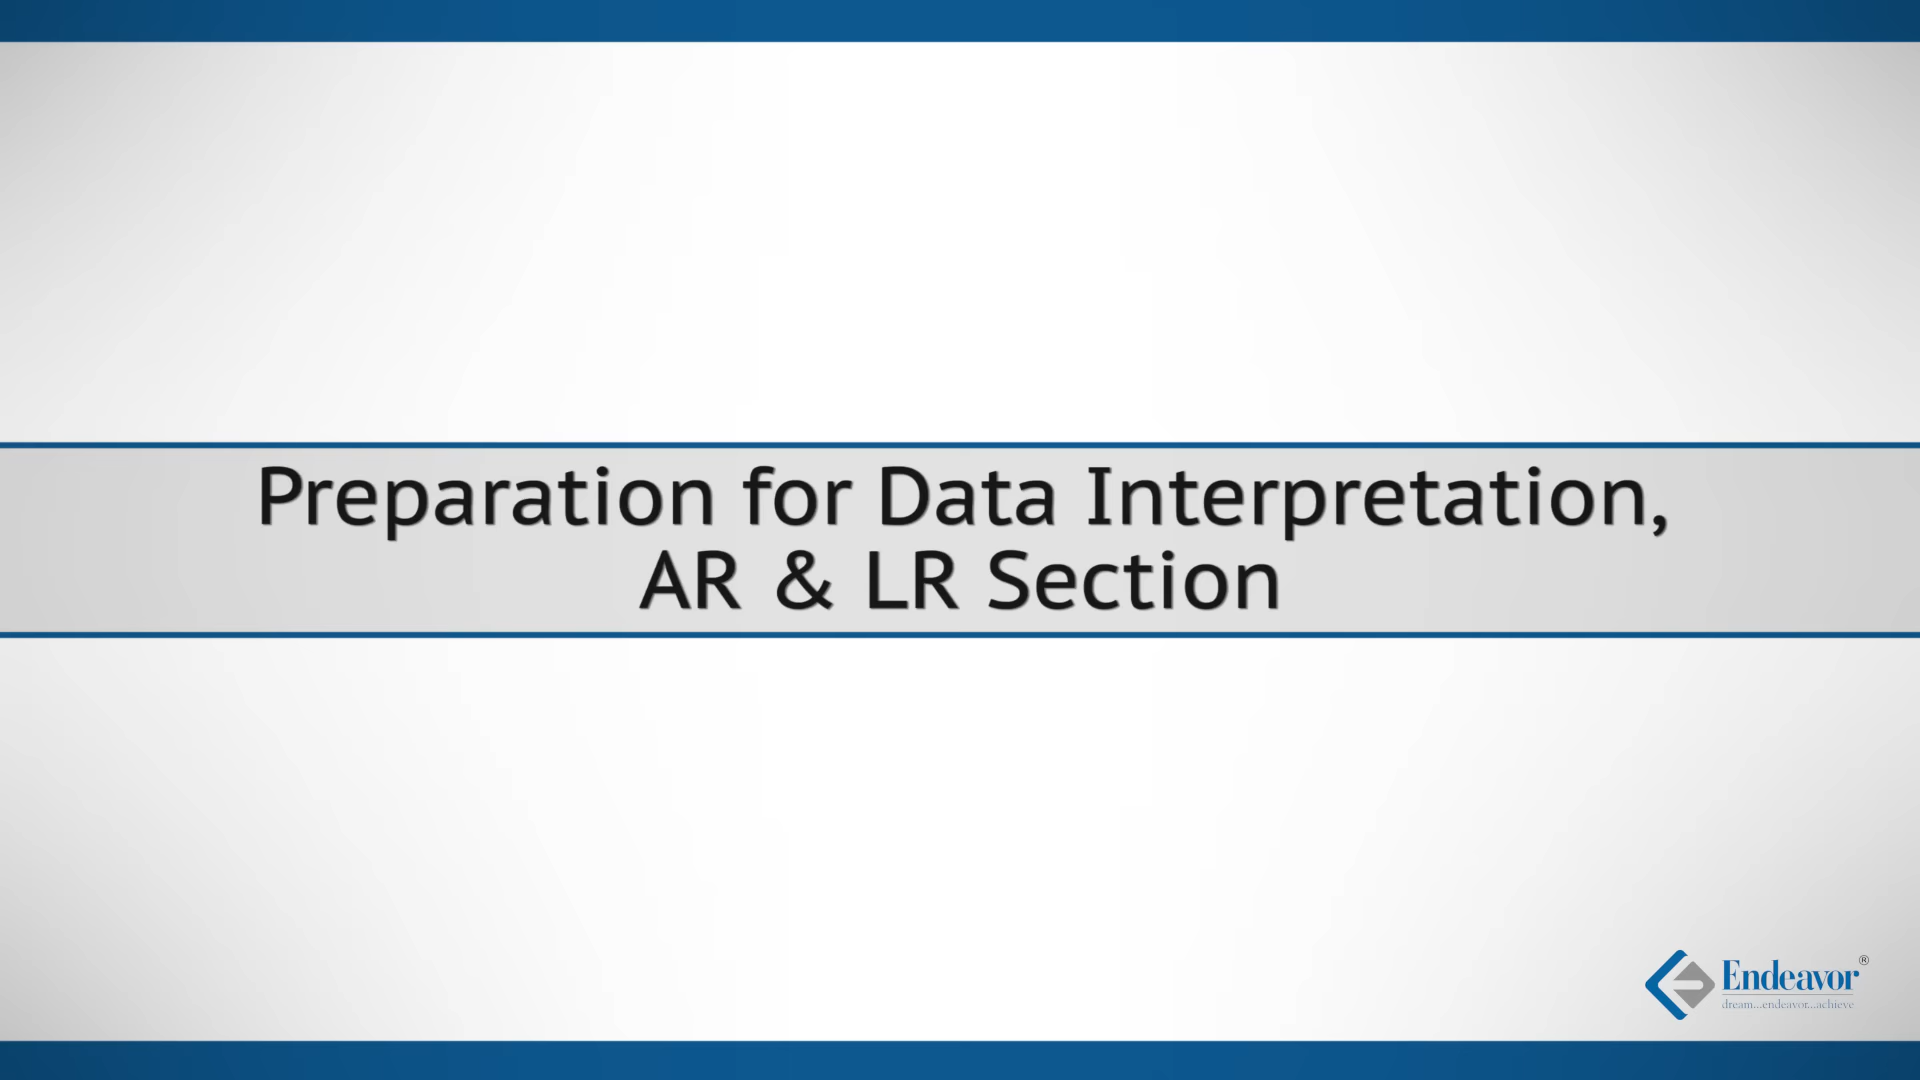 Preparation for Data Interpretation,
AR & LR Section
Endeavor®
dream...endeavor...achieve